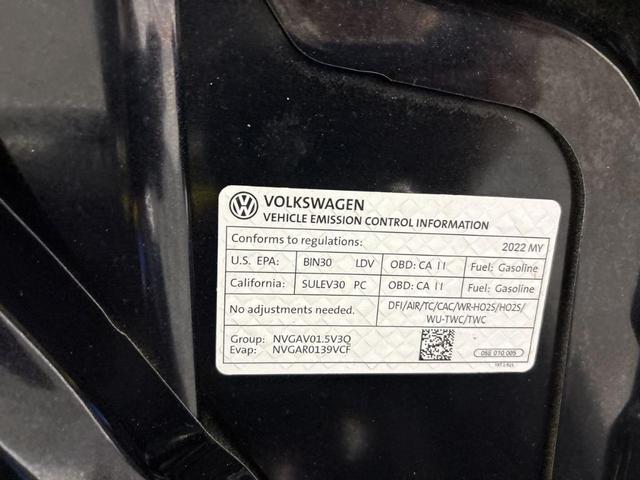 VOLKSWAGEN
VEHICLE EMISSION CONTROL INFORMATION
Conforms to regulations: 2022 MY
U.S. EPA: BIN30 LDV OBD: CA II Fuel: Gasoline
California: SULEV30 PC OBD: CA II Fuel: Gasoline
No adjustments needed. DFI/AIR/TC/CAC/WR-HO2S/HO2S/
WU-TWC/TWC
Group: NVGAV01.5V3Q
Evap: NVGAR0139VCF
05E 010 005